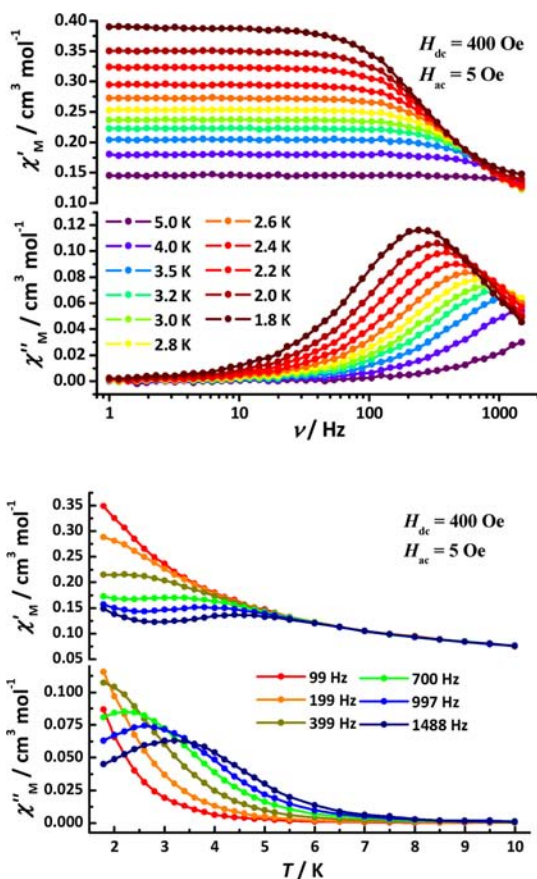 0.40
0.35
0.30
0.25
0.20
0.15
0.10
χ′M / cm³ mol⁻¹
Hdc = 400 Oe
Hac = 5 Oe
0.12
0.10
0.08
0.06
0.04
0.02
0.00
χ″M / cm³ mol⁻¹
5.0 K 2.6 K
4.0 K 2.4 K
3.5 K 2.2 K
3.2 K 2.0 K
3.0 K 1.8 K
2.8 K
1 10 100 1000
ν / Hz
0.35
0.30
0.25
0.20
0.15
0.10
0.05
χ′M / cm³ mol⁻¹
Hdc = 400 Oe
Hac = 5 Oe
0.100
0.075
0.050
0.025
0.000
χ″M / cm³ mol⁻¹
99 Hz 700 Hz
199 Hz 997 Hz
399 Hz 1488 Hz
2 3 4 5 6 7 8 9 10
T / K